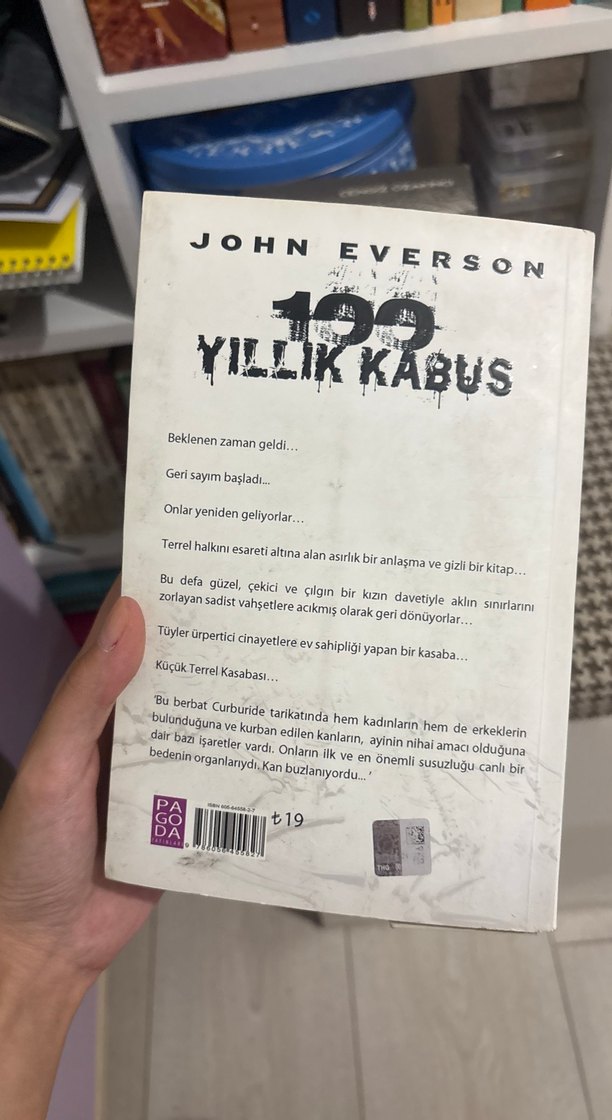 JOHN EVERSON
100
YILLIK KABUS
Beklenen zaman geldi…
Geri sayım başladı...
Onlar yeniden geliyorlar…
Terrel halkını esareti altına alan asırlık bir anlaşma ve gizli bir kitap…
Bu defa güzel, çekici ve çılgın bir kızın davetiyle aklın sınırlarını
zorlayan sadist vahşetlere acıkmış olarak geri dönüyorlar…
Tüyler ürpertici cinayetlere ev sahipliği yapan bir kasaba…
Küçük Terrel Kasabası…
'Bu berbat Curburide tarikatında hem kadınların hem de erkeklerin
bulunduğuna ve kurban edilen kanların, ayinin nihai amacı olduğuna
dair bazı işaretler vardı. Onların ilk ve en önemli susuzluğu canlı bir
bedenin organlarıydı. Kan buzlanıyordu... '
PA
GO
DA
YAYINLARI
₺19